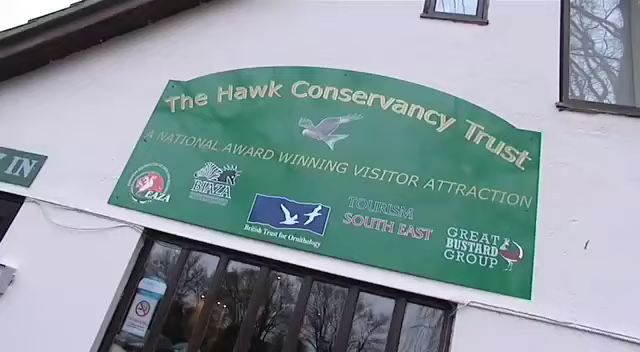 The Hawk Conservancy Trust
A NATIONAL AWARD WINNING VISITOR ATTRACTION
IN
EAZA
BIAZA
British Trust for Ornithology
TOURISM
SOUTH EAST
GREAT
BUSTARD
GROUP